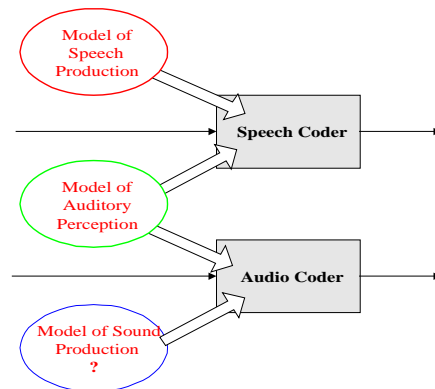 Model of
Speech
Production
Speech Coder
Model of
Auditory
Perception
Audio Coder
Model of Sound
Production
?